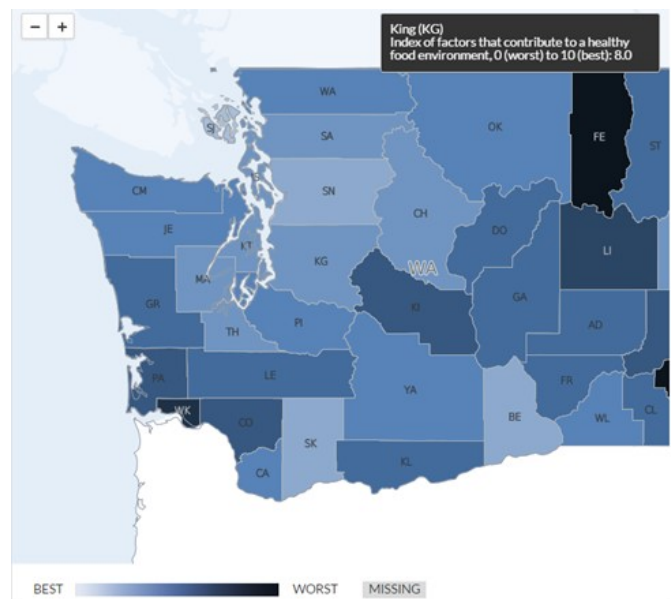 − +
King (KG)
Index of factors that contribute to a healthy
food environment, 0 (worst) to 10 (best): 8.0
WA
OK
FE
ST
SJ
SA
SN
CH
CM
DO
LI
JE
KT
KG
WA
MA
KI
GA
GR
TH
PI
AD
PA
LE
YA
FR
WK
CO
BE
WL
CL
SK
CA
KL
BEST
WORST
MISSING